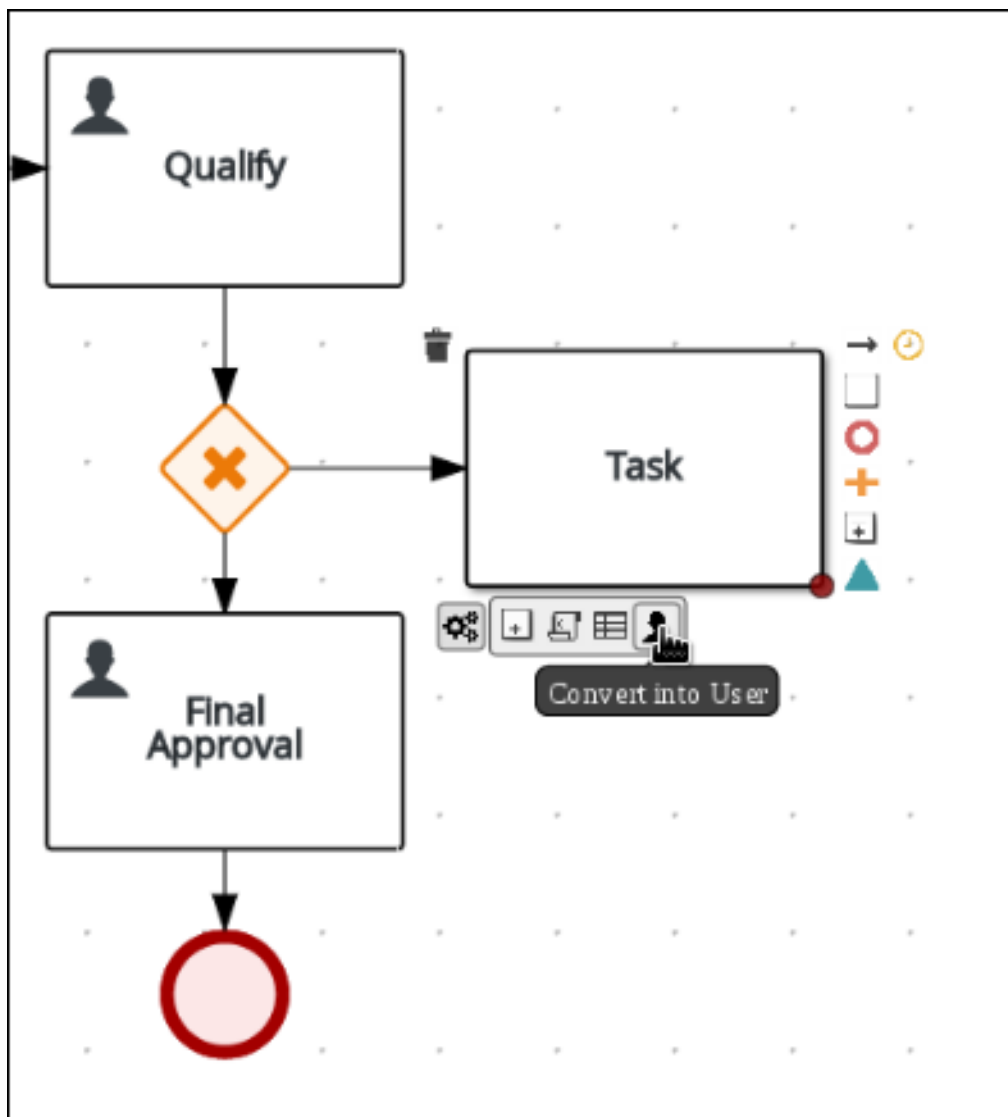 Qualify
Task
Convert into User
Final
Approval